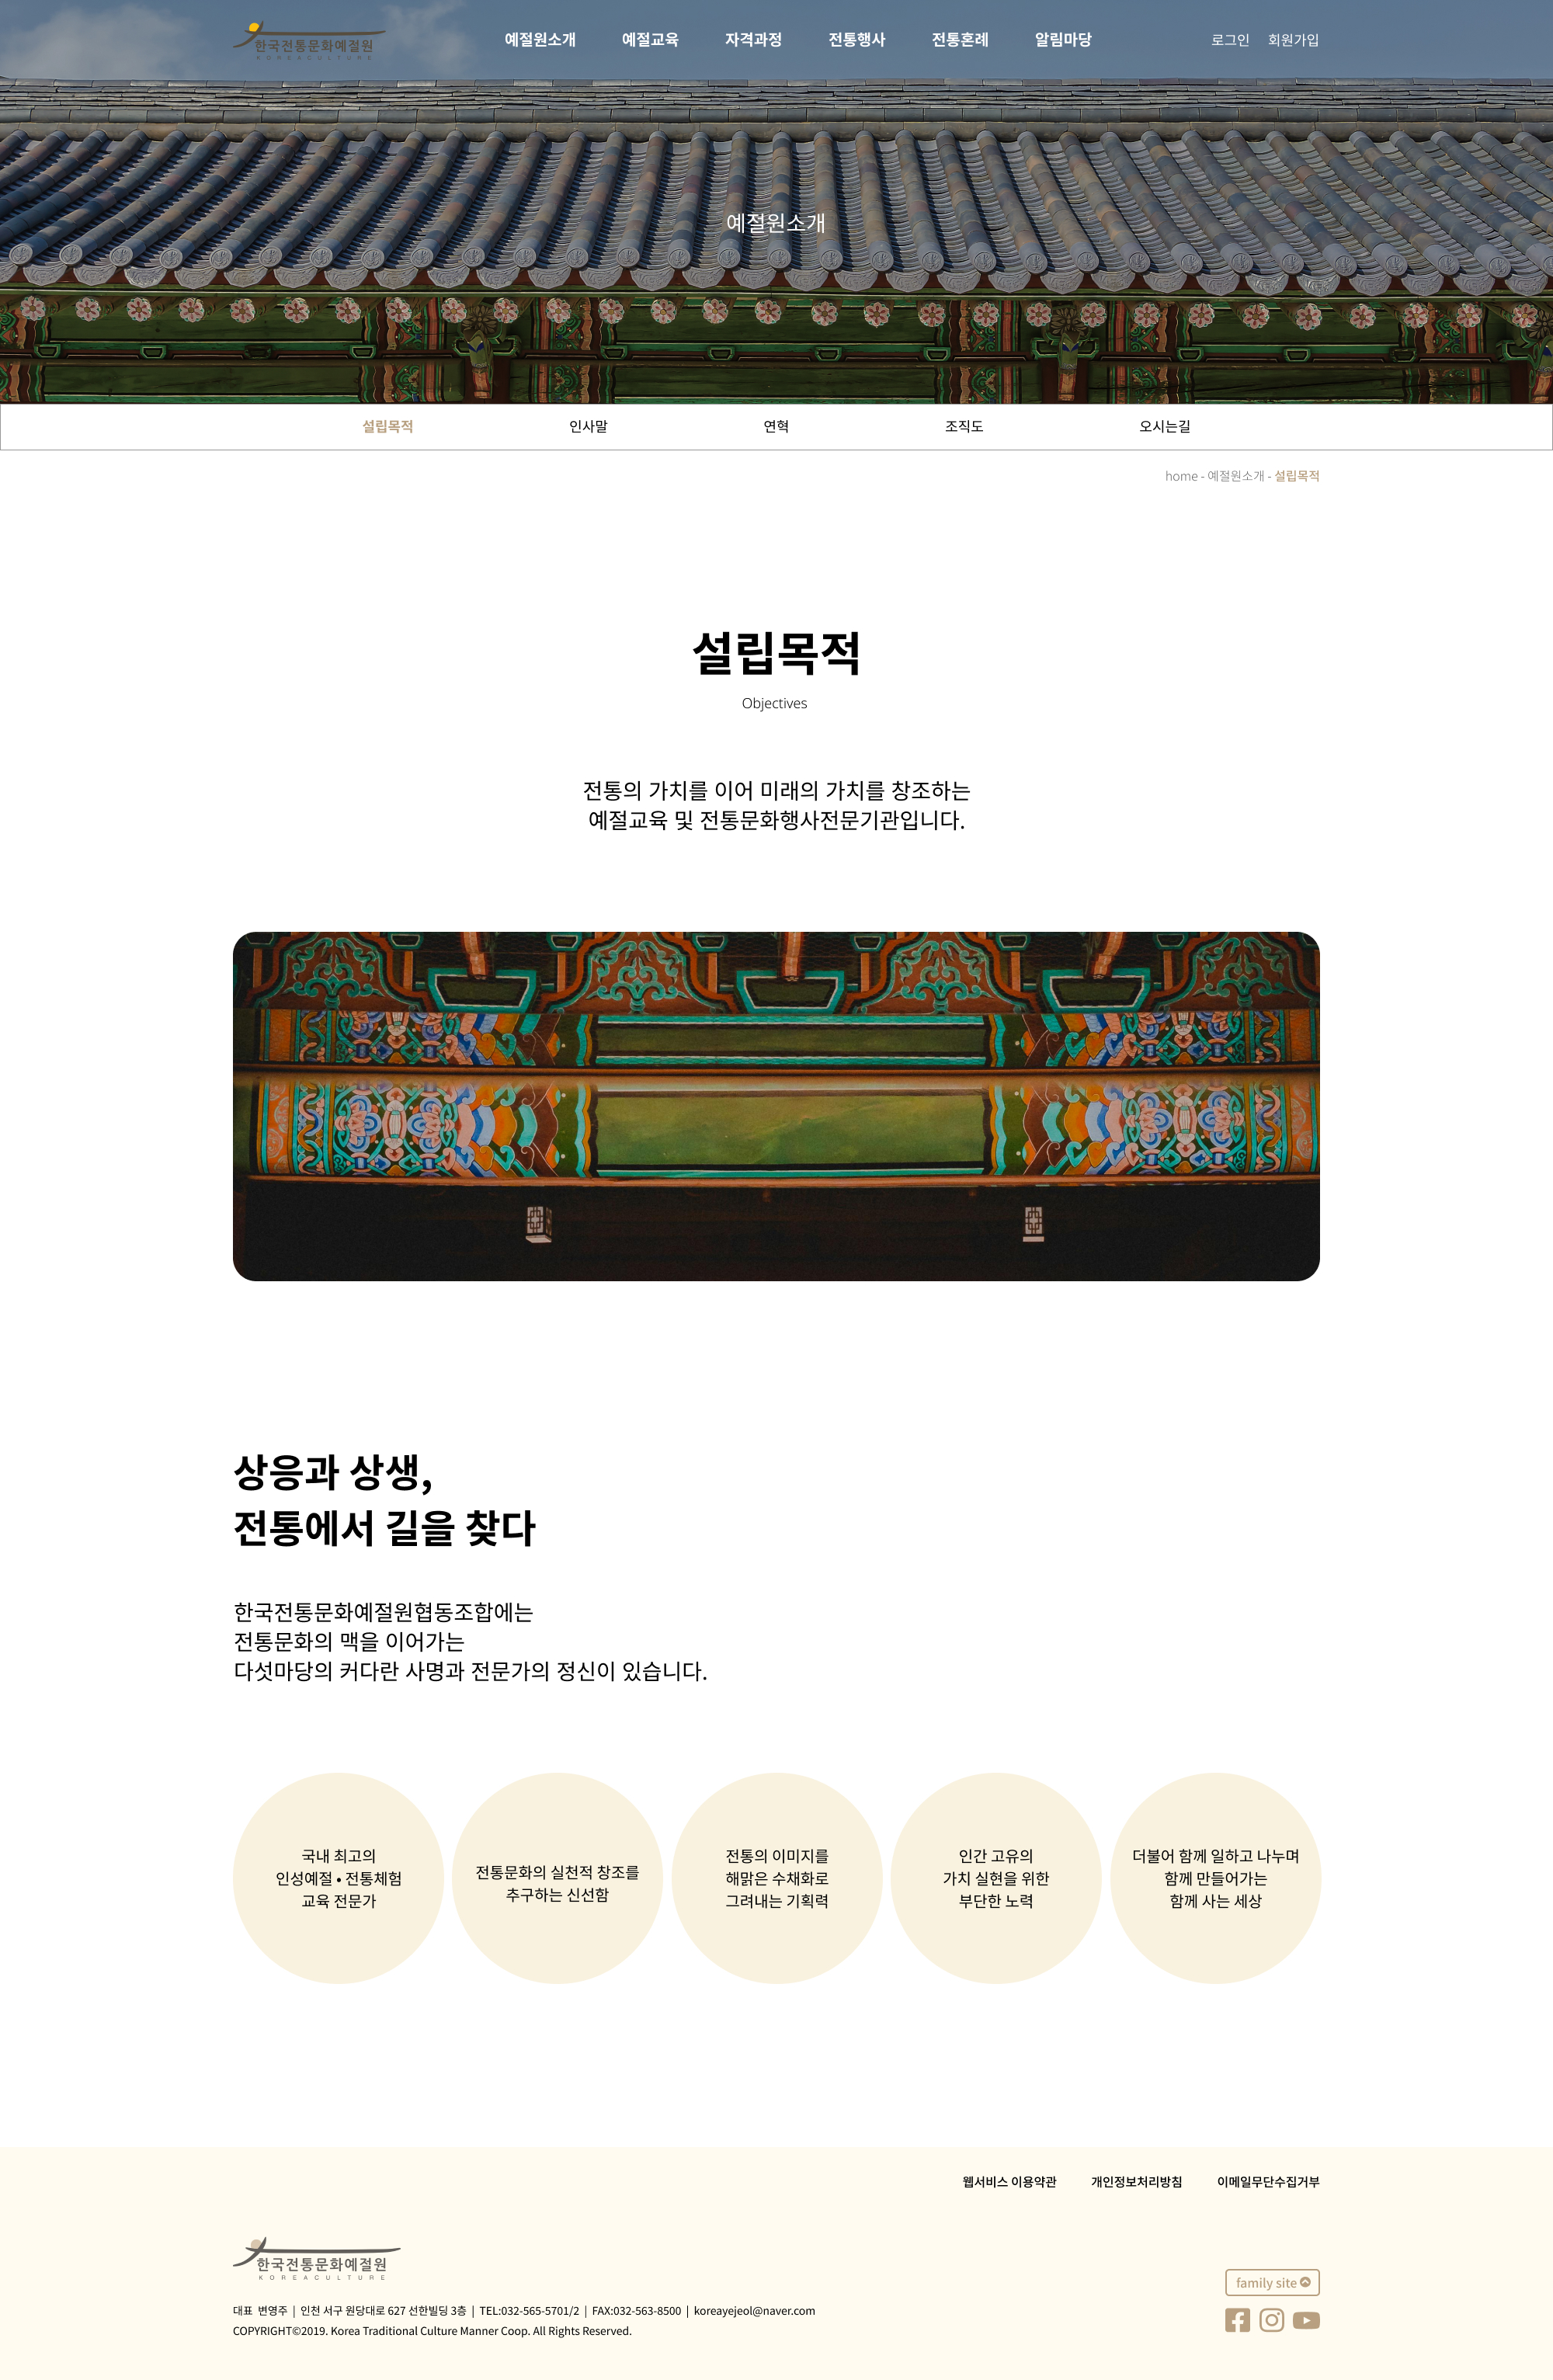 한국전통문화예절원
KOREACULTURE
예절원소개 예절교육 자격과정 전통행사 전통혼례 알림마당
로그인 회원가입
예절원소개
설립목적 인사말 연혁 조직도 오시는길
home - 예절원소개 - 설립목적
설립목적
Objectives
전통의 가치를 이어 미래의 가치를 창조하는
예절교육 및 전통문화행사전문기관입니다.
상응과 상생,
전통에서 길을 찾다
한국전통문화예절원협동조합에는
전통문화의 맥을 이어가는
다섯마당의 커다란 사명과 전문가의 정신이 있습니다.
국내 최고의
인성예절 • 전통체험
교육 전문가
전통문화의 실천적 창조를
추구하는 신선함
전통의 이미지를
해맑은 수채화로
그려내는 기획력
인간 고유의
가치 실현을 위한
부단한 노력
더불어 함께 일하고 나누며
함께 만들어가는
함께 사는 세상
웹서비스 이용약관 개인정보처리방침 이메일무단수집거부
한국전통문화예절원
KOREACULTURE
family site
대표 변영주 | 인천 서구 원당대로 627 선한빌딩 3층 | TEL:032-565-5701/2 | FAX:032-563-8500 | koreayejeol@naver.com
COPYRIGHT©2019. Korea Traditional Culture Manner Coop. All Rights Reserved.